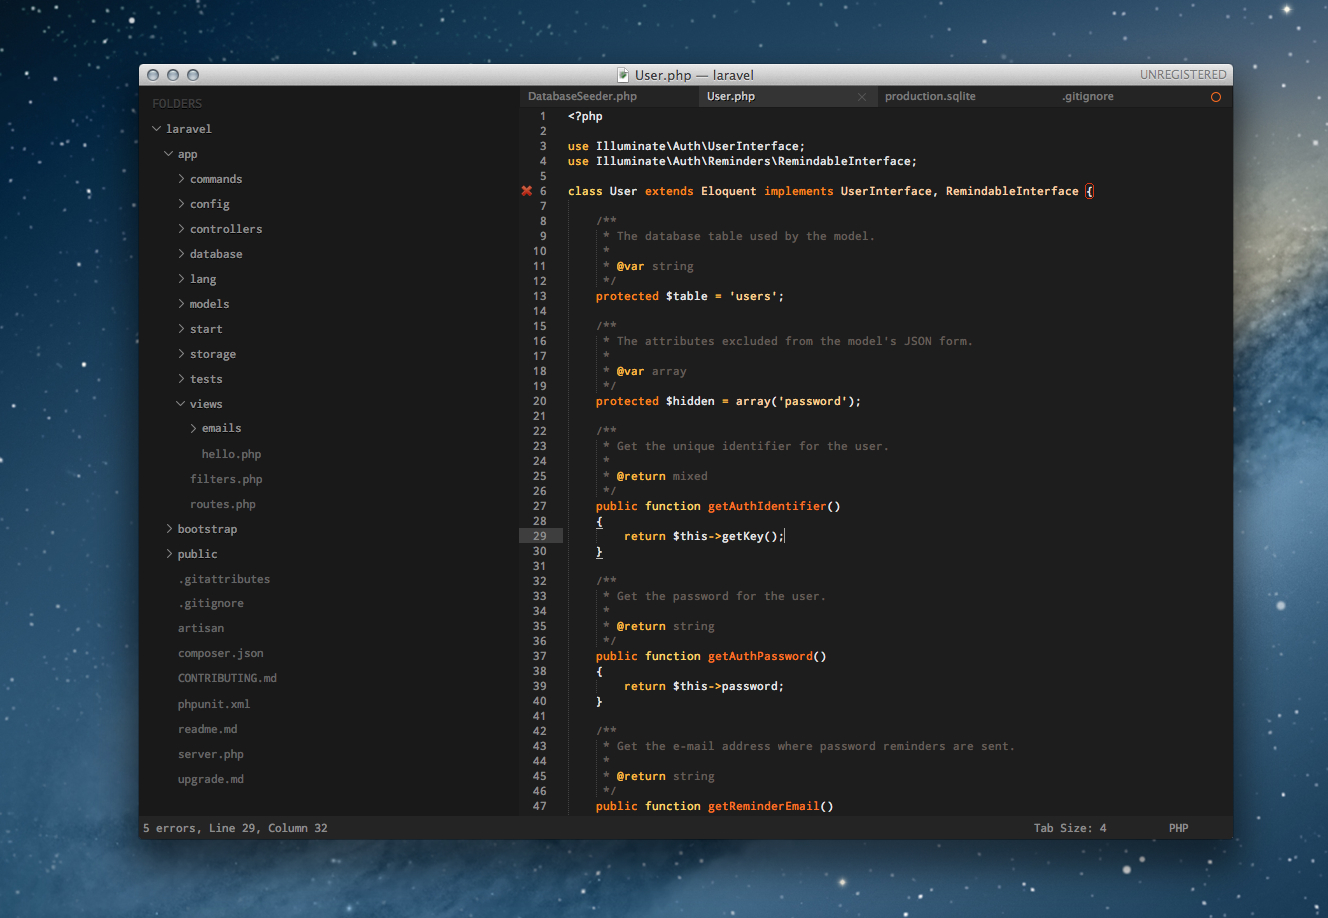 User.php — laravel
UNREGISTERED
FOLDERS
laravel
app
commands
config
controllers
database
lang
models
start
storage
tests
views
emails
hello.php
filters.php
routes.php
bootstrap
public
.gitattributes
.gitignore
artisan
composer.json
CONTRIBUTING.md
phpunit.xml
readme.md
server.php
upgrade.md
DatabaseSeeder.php User.php production.sqlite .gitignore
1 <?php
2
3 use Illuminate\Auth\UserInterface;
4 use Illuminate\Auth\Reminders\RemindableInterface;
5
6 class User extends Eloquent implements UserInterface, RemindableInterface {
7
8 /**
9 * The database table used by the model.
10 *
11 * @var string
12 */
13 protected $table = 'users';
14
15 /**
16 * The attributes excluded from the model's JSON form.
17 *
18 * @var array
19 */
20 protected $hidden = array('password');
21
22 /**
23 * Get the unique identifier for the user.
24 *
25 * @return mixed
26 */
27 public function getAuthIdentifier()
28 {
29 return $this->getKey();
30 }
31
32 /**
33 * Get the password for the user.
34 *
35 * @return string
36 */
37 public function getAuthPassword()
38 {
39 return $this->password;
40 }
41
42 /**
43 * Get the e-mail address where password reminders are sent.
44 *
45 * @return string
46 */
47 public function getReminderEmail()
5 errors, Line 29, Column 32
Tab Size: 4
PHP